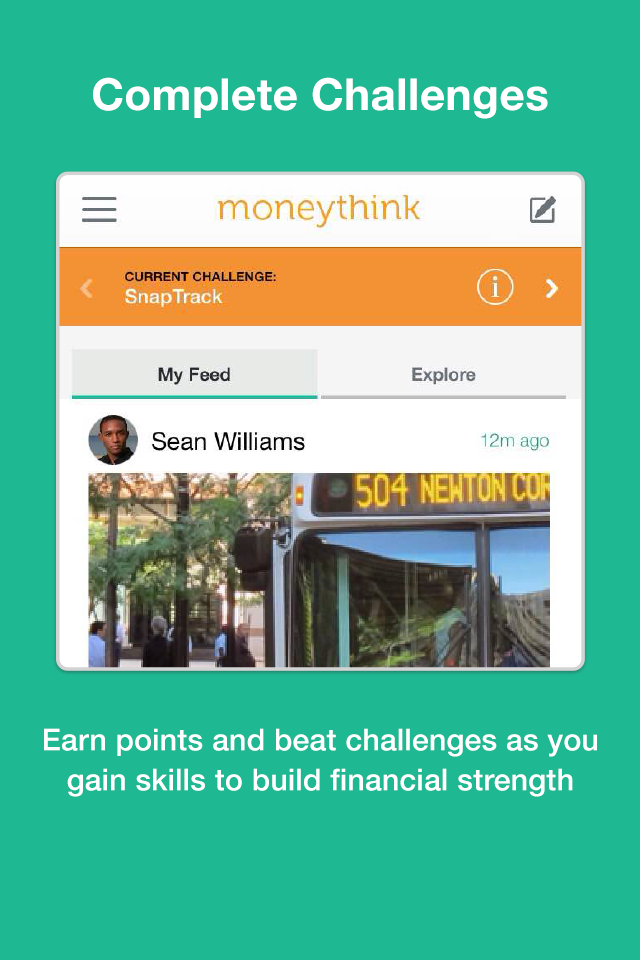 Complete Challenges
moneythink
CURRENT CHALLENGE:
SnapTrack
i
My Feed
Explore
Sean Williams
12m ago
504 NEWTON COR
Earn points and beat challenges as you
gain skills to build financial strength